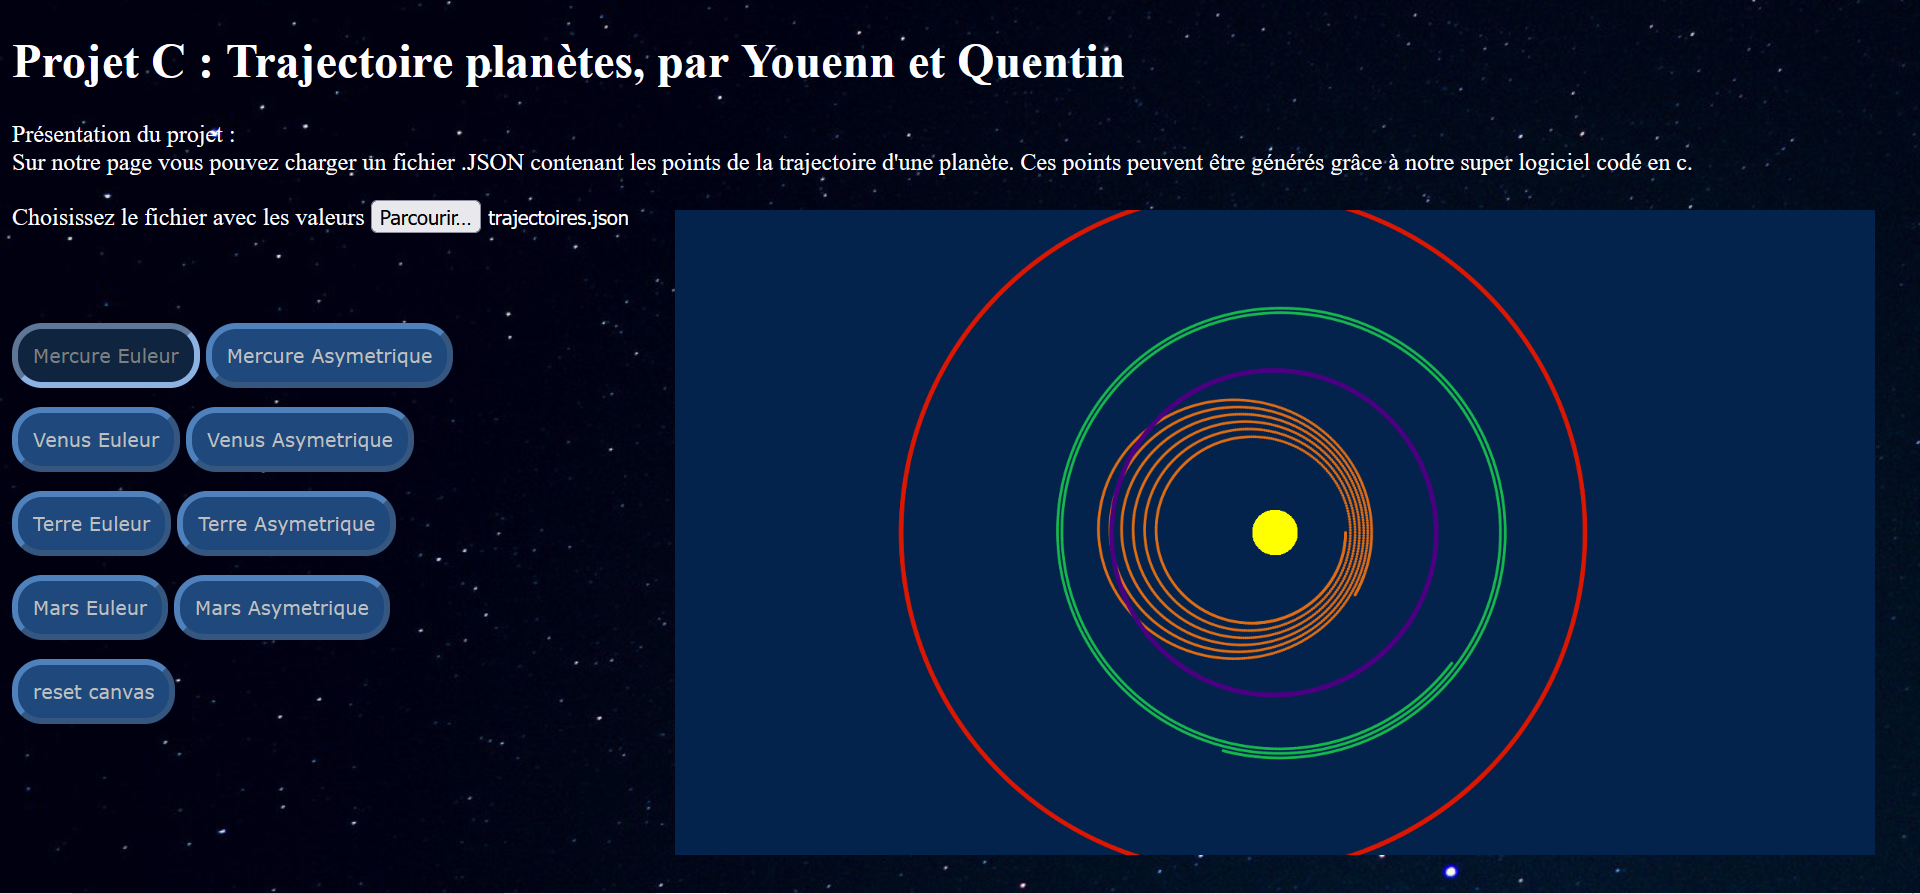 Projet C : Trajectoire planètes, par Youenn et Quentin
Présentation du projet :
Sur notre page vous pouvez charger un fichier .JSON contenant les points de la trajectoire d'une planète. Ces points peuvent être générés grâce à notre super logiciel codé en c.
Choisissez le fichier avec les valeurs Parcourir... trajectoires.json
Mercure Euleur Mercure Asymetrique
Venus Euleur Venus Asymetrique
Terre Euleur Terre Asymetrique
Mars Euleur Mars Asymetrique
reset canvas